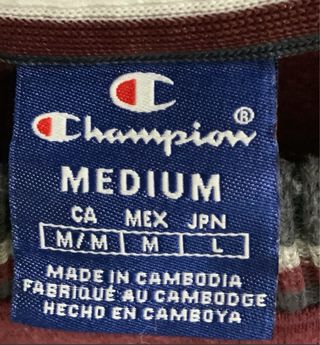 Champion®
MEDIUM
CA MEX JPN
M/M M L
MADE IN CAMBODIA
FABRIQUÉ AU CAMBODGE
HECHO EN CAMBOYA